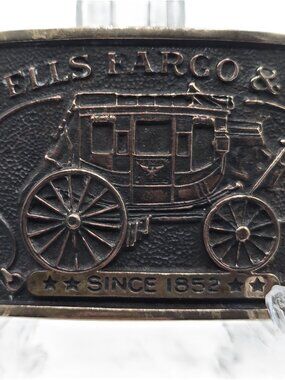 ELLS FARGO &
★★ SINCE 1852 ★★